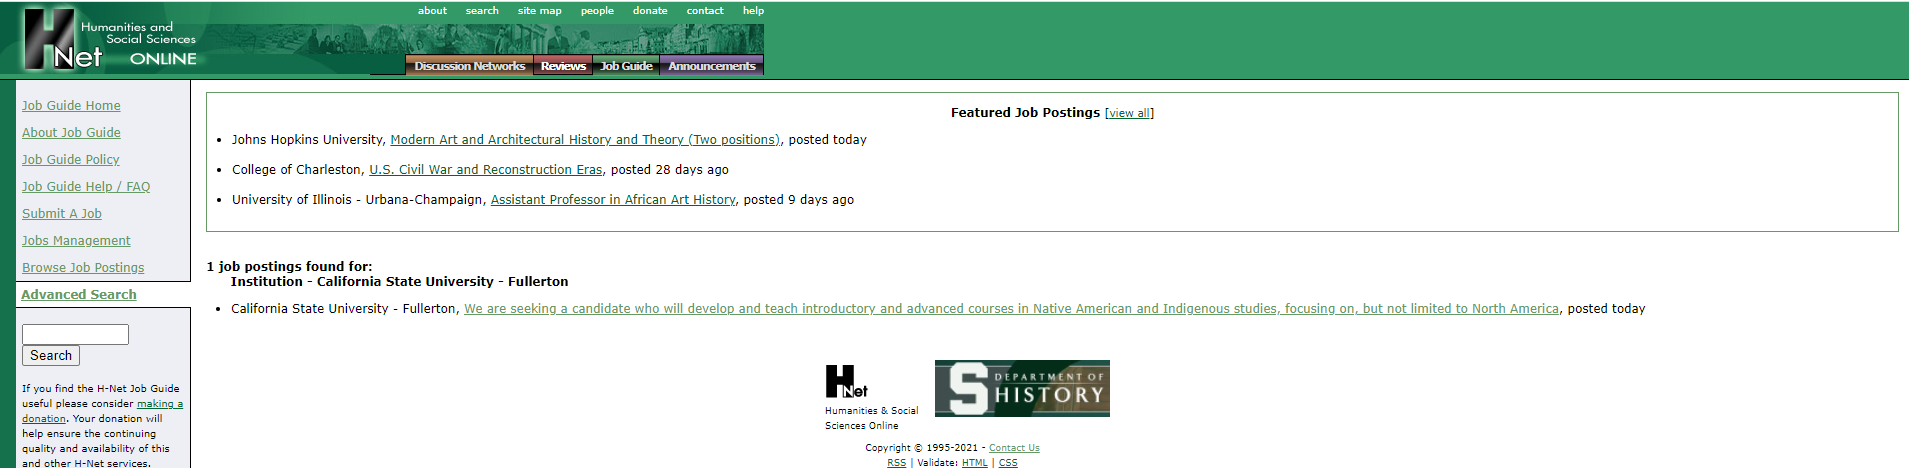 about search site map people donate contact help
H Net Humanities and
Social Sciences
ONLINE
Discussion Networks Reviews Job Guide Announcements
Job Guide Home
About Job Guide
Job Guide Policy
Job Guide Help / FAQ
Submit A Job
Jobs Management
Browse Job Postings
Advanced Search
Search
If you find the H-Net Job Guide
useful please consider making a
donation. Your donation will
help ensure the continuing
quality and availability of this
and other H-Net services.
Featured Job Postings [view all]
• Johns Hopkins University, Modern Art and Architectural History and Theory (Two positions), posted today
• College of Charleston, U.S. Civil War and Reconstruction Eras, posted 28 days ago
• University of Illinois - Urbana-Champaign, Assistant Professor in African Art History, posted 9 days ago
1 job postings found for:
Institution - California State University - Fullerton
• California State University - Fullerton, We are seeking a candidate who will develop and teach introductory and advanced courses in Native American and Indigenous studies, focusing on, but not limited to North America, posted today
H Net
Humanities & Social
Sciences Online
S DEPARTMENT OF
HISTORY
Copyright © 1995-2021 - Contact Us
RSS | Validate: HTML | CSS